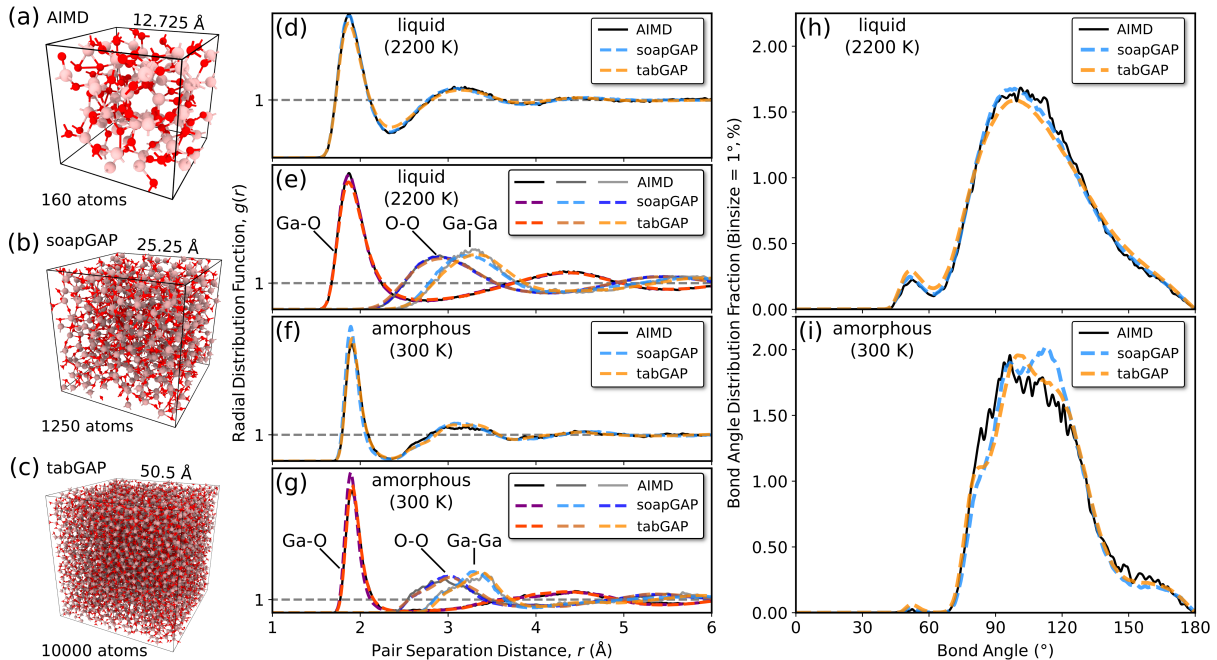 (a) AIMD
12.725 Å
160 atoms
(b) soapGAP
25.25 Å
1250 atoms
(c) tabGAP
50.5 Å
10000 atoms
Radial Distribution Function, g(r)
(d) liquid
(2200 K)
AIMD
soapGAP
tabGAP
1
(e) liquid
(2200 K)
AIMD
soapGAP
tabGAP
Ga-O
O-O
Ga-Ga
1
(f) amorphous
(300 K)
AIMD
soapGAP
tabGAP
1
(g) amorphous
(300 K)
AIMD
soapGAP
tabGAP
Ga-O
O-O
Ga-Ga
1
1 2 3 4 5 6
Pair Separation Distance, r (Å)
Bond Angle Distribution Fraction (Binsize = 1°,%)
(h) liquid
(2200 K)
AIMD
soapGAP
tabGAP
2.00
1.50
1.00
0.50
0.00
(i) amorphous
(300 K)
AIMD
soapGAP
tabGAP
2.00
1.50
1.00
0.50
0.00
0 30 60 90 120 150 180
Bond Angle (°)